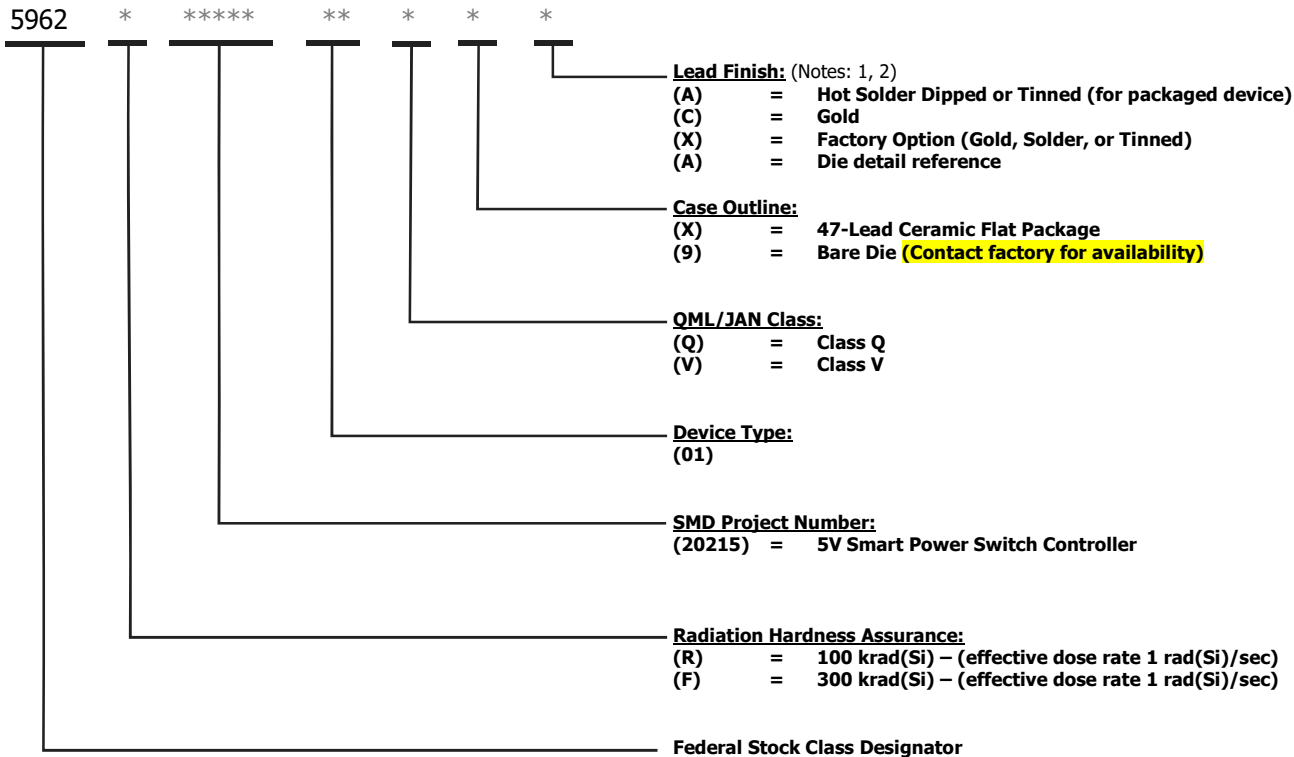 5962 * ***** ** * * *
Lead Finish: (Notes: 1, 2)
(A) = Hot Solder Dipped or Tinned (for packaged device)
(C) = Gold
(X) = Factory Option (Gold, Solder, or Tinned)
(A) = Die detail reference
Case Outline:
(X) = 47-Lead Ceramic Flat Package
(9) = Bare Die (Contact factory for availability)
QML/JAN Class:
(Q) = Class Q
(V) = Class V
Device Type:
(01)
SMD Project Number:
(20215) = 5V Smart Power Switch Controller
Radiation Hardness Assurance:
(R) = 100 krad(Si) – (effective dose rate 1 rad(Si)/sec)
(F) = 300 krad(Si) – (effective dose rate 1 rad(Si)/sec)
Federal Stock Class Designator